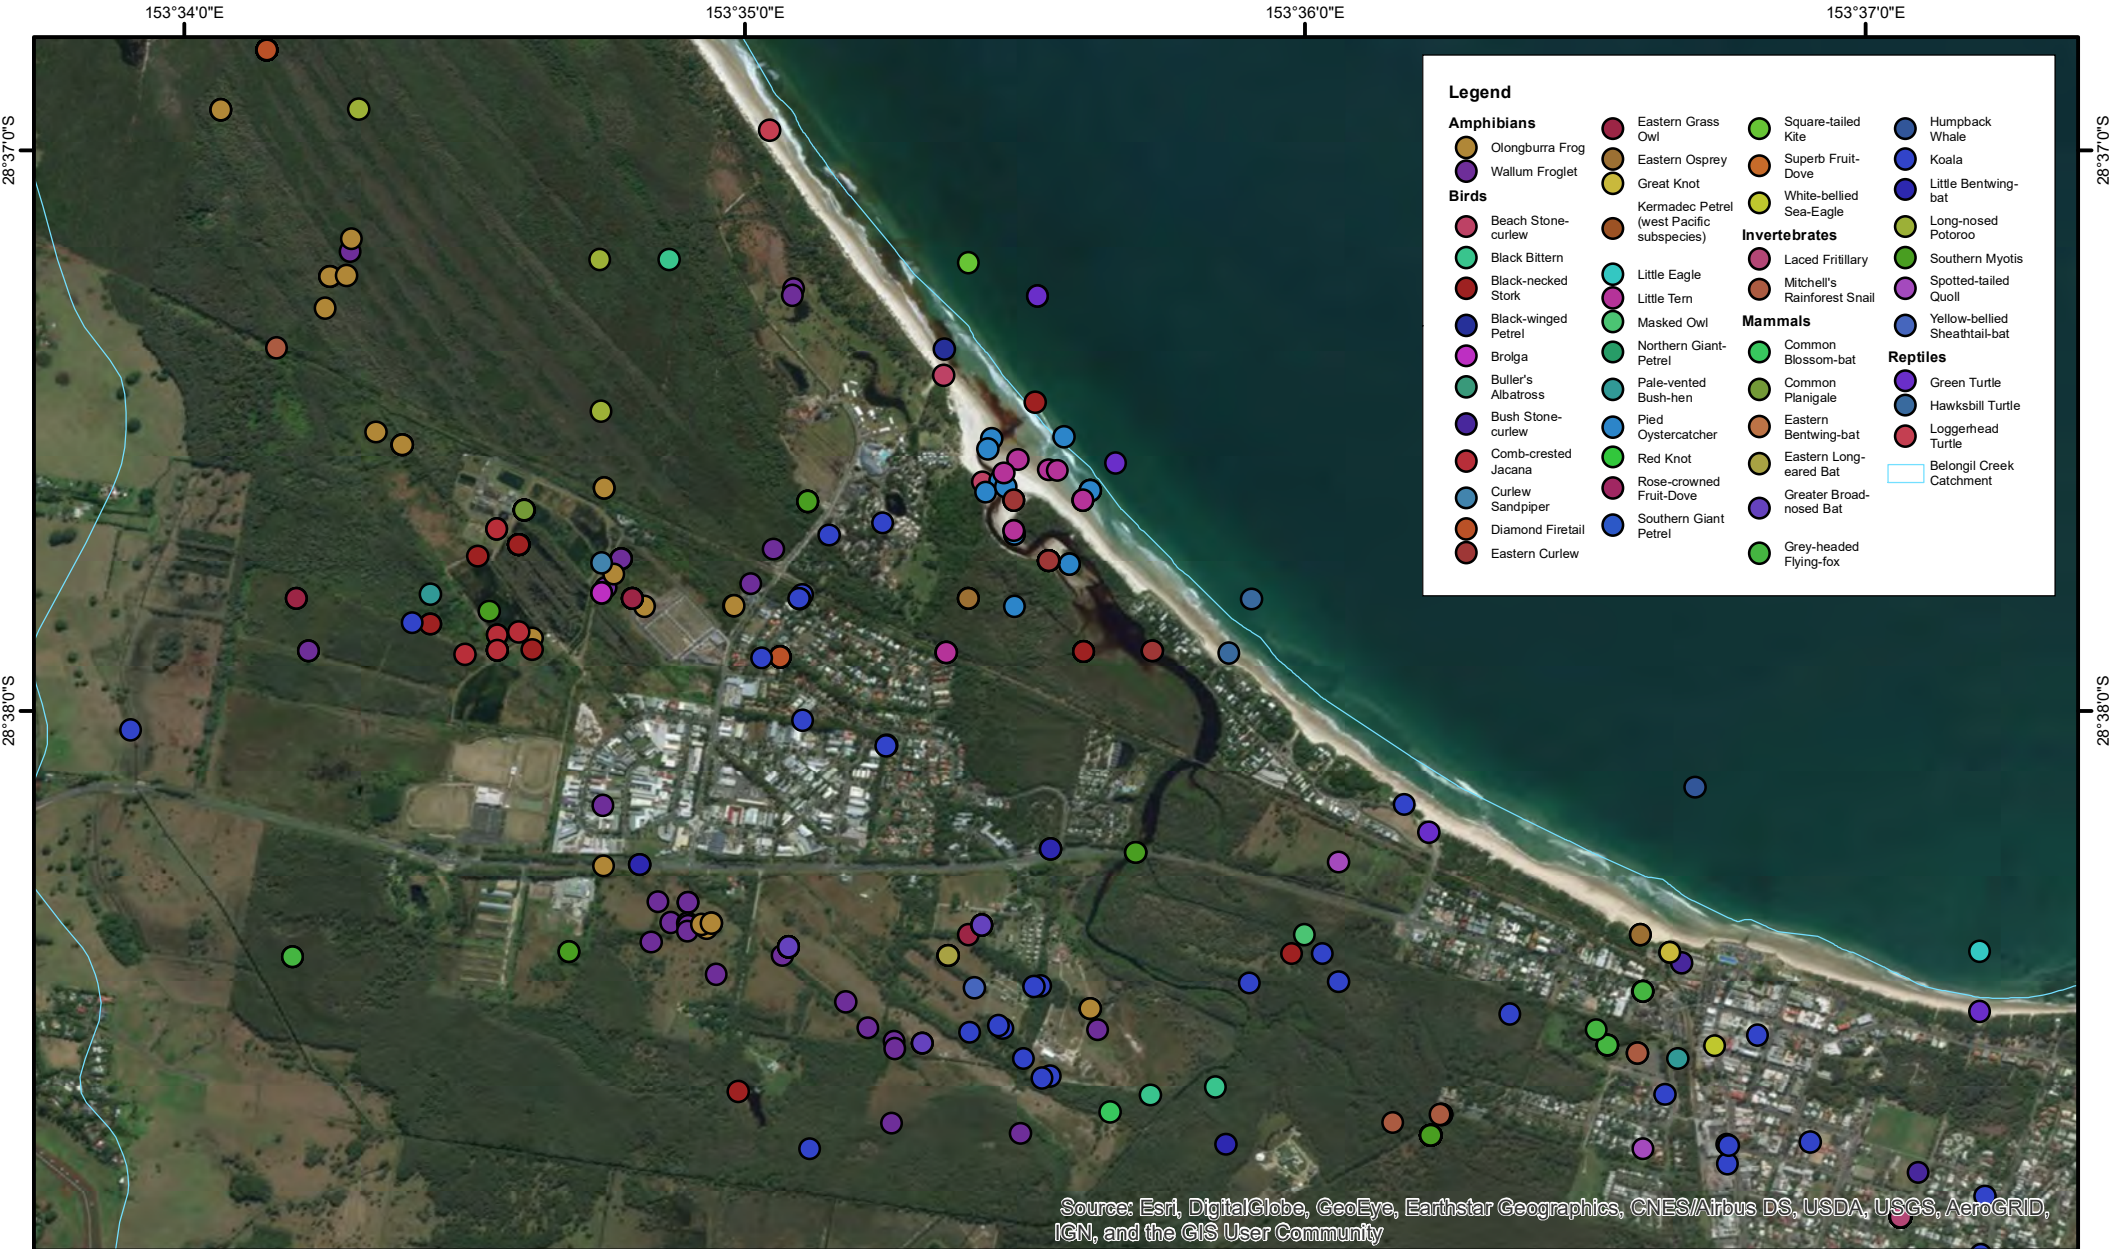 153°34'0"E
153°35'0"E
153°36'0"E
153°37'0"E
28°37'0"S
28°37'0"S
28°38'0"S
28°38'0"S
Legend
Amphibians
Olongburra Frog
Wallum Froglet
Birds
Beach Stone-
curlew
Black Bittern
Black-necked
Stork
Black-winged
Petrel
Brolga
Buller's
Albatross
Bush Stone-
curlew
Comb-crested
Jacana
Curlew
Sandpiper
Diamond Firetail
Eastern Curlew
Eastern Grass
Owl
Eastern Osprey
Great Knot
Kermadec Petrel
(west Pacific
subspecies)
Little Eagle
Little Tern
Masked Owl
Northern Giant-
Petrel
Pale-vented
Bush-hen
Pied
Oystercatcher
Red Knot
Rose-crowned
Fruit-Dove
Southern Giant
Petrel
Square-tailed
Kite
Superb Fruit-
Dove
White-bellied
Sea-Eagle
Invertebrates
Laced Fritillary
Mitchell's
Rainforest Snail
Mammals
Common
Blossom-bat
Common
Planigale
Eastern
Bentwing-bat
Eastern Long-
eared Bat
Greater Broad-
nosed Bat
Grey-headed
Flying-fox
Humpback
Whale
Koala
Little Bentwing-
bat
Long-nosed
Potoroo
Southern Myotis
Spotted-tailed
Quoll
Yellow-bellied
Sheathtail-bat
Reptiles
Green Turtle
Hawksbill Turtle
Loggerhead
Turtle
Belongil Creek
Catchment
Source: Esri, DigitalGlobe, GeoEye, Earthstar Geographics, CNES/Airbus DS, USDA, USGS, AeroGRID,
IGN, and the GIS User Community